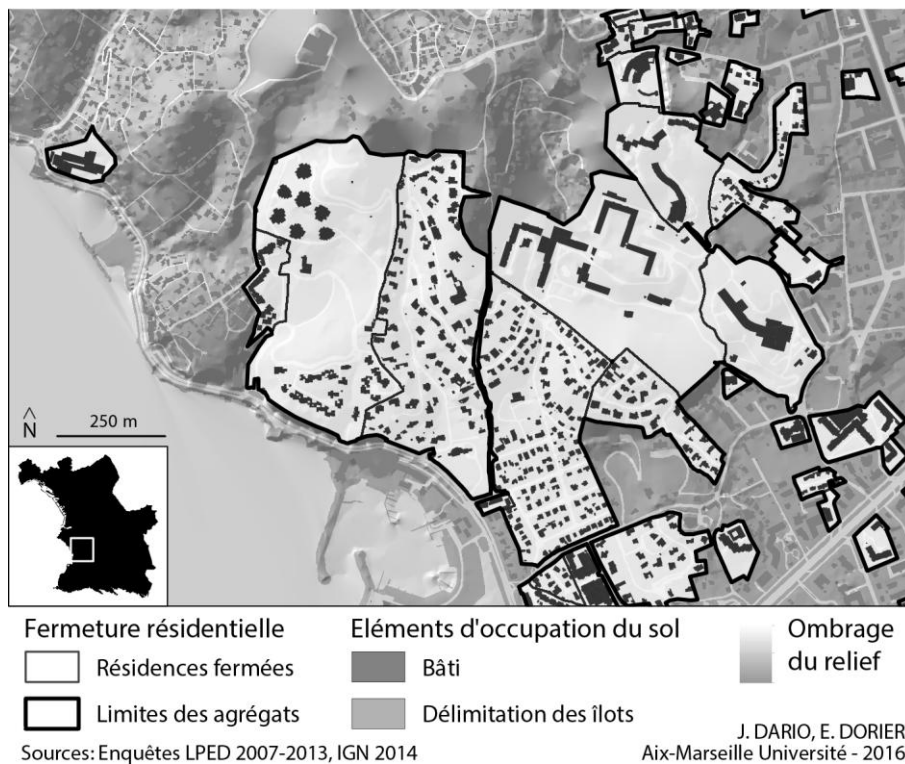 N
250 m
Fermeture résidentielle
Résidences fermées
Limites des agrégats
Eléments d'occupation du sol
Bâti
Délimitation des îlots
Ombrage
du relief
Sources: Enquêtes LPED 2007-2013, IGN 2014
J. DARIO, E. DORIER
Aix-Marseille Université - 2016